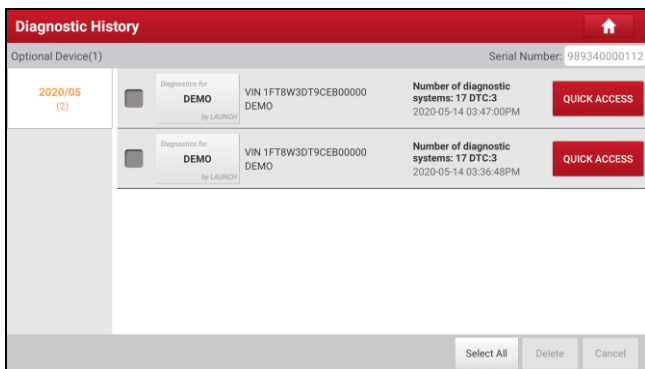 Diagnostic History
Optional Device(1)
Serial Number: 989340000112
2020/05
(2)
Diagnostics for
DEMO
by LAUNCH
VIN 1FT8W3DT9CEB00000
DEMO
Number of diagnostic
systems: 17 DTC:3
2020-05-14 03:47:00PM
QUICK ACCESS
Diagnostics for
DEMO
by LAUNCH
VIN 1FT8W3DT9CEB00000
DEMO
Number of diagnostic
systems: 17 DTC:3
2020-05-14 03:36:48PM
QUICK ACCESS
Select All
Delete
Cancel